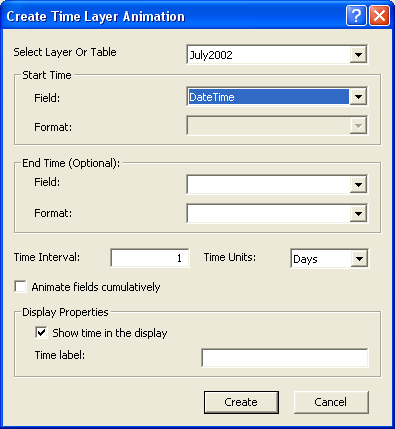 Create Time Layer Animation
Select Layer Or Table July2002
Start Time
Field: DateTime
Format:
End Time (Optional):
Field:
Format:
Time Interval: 1 Time Units: Days
Animate fields cumulatively
Display Properties
Show time in the display
Time label:
Create Cancel